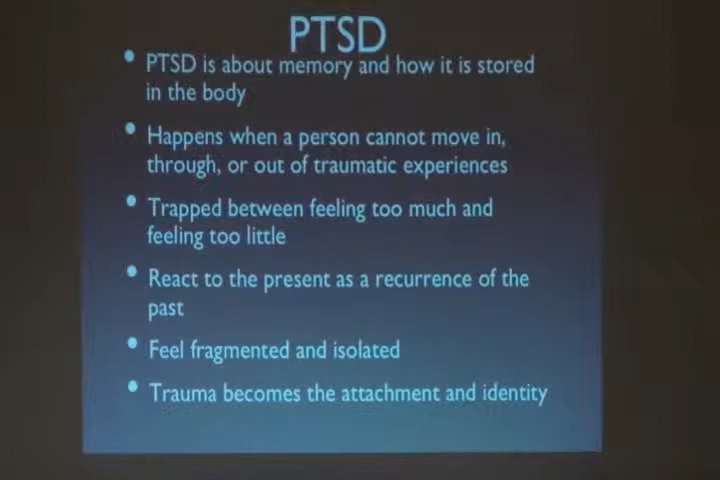 PTSD
• PTSD is about memory and how it is stored
in the body
• Happens when a person cannot move in,
through, or out of traumatic experiences
• Trapped between feeling too much and
feeling too little
• React to the present as a recurrence of the
past
• Feel fragmented and isolated
• Trauma becomes the attachment and identity